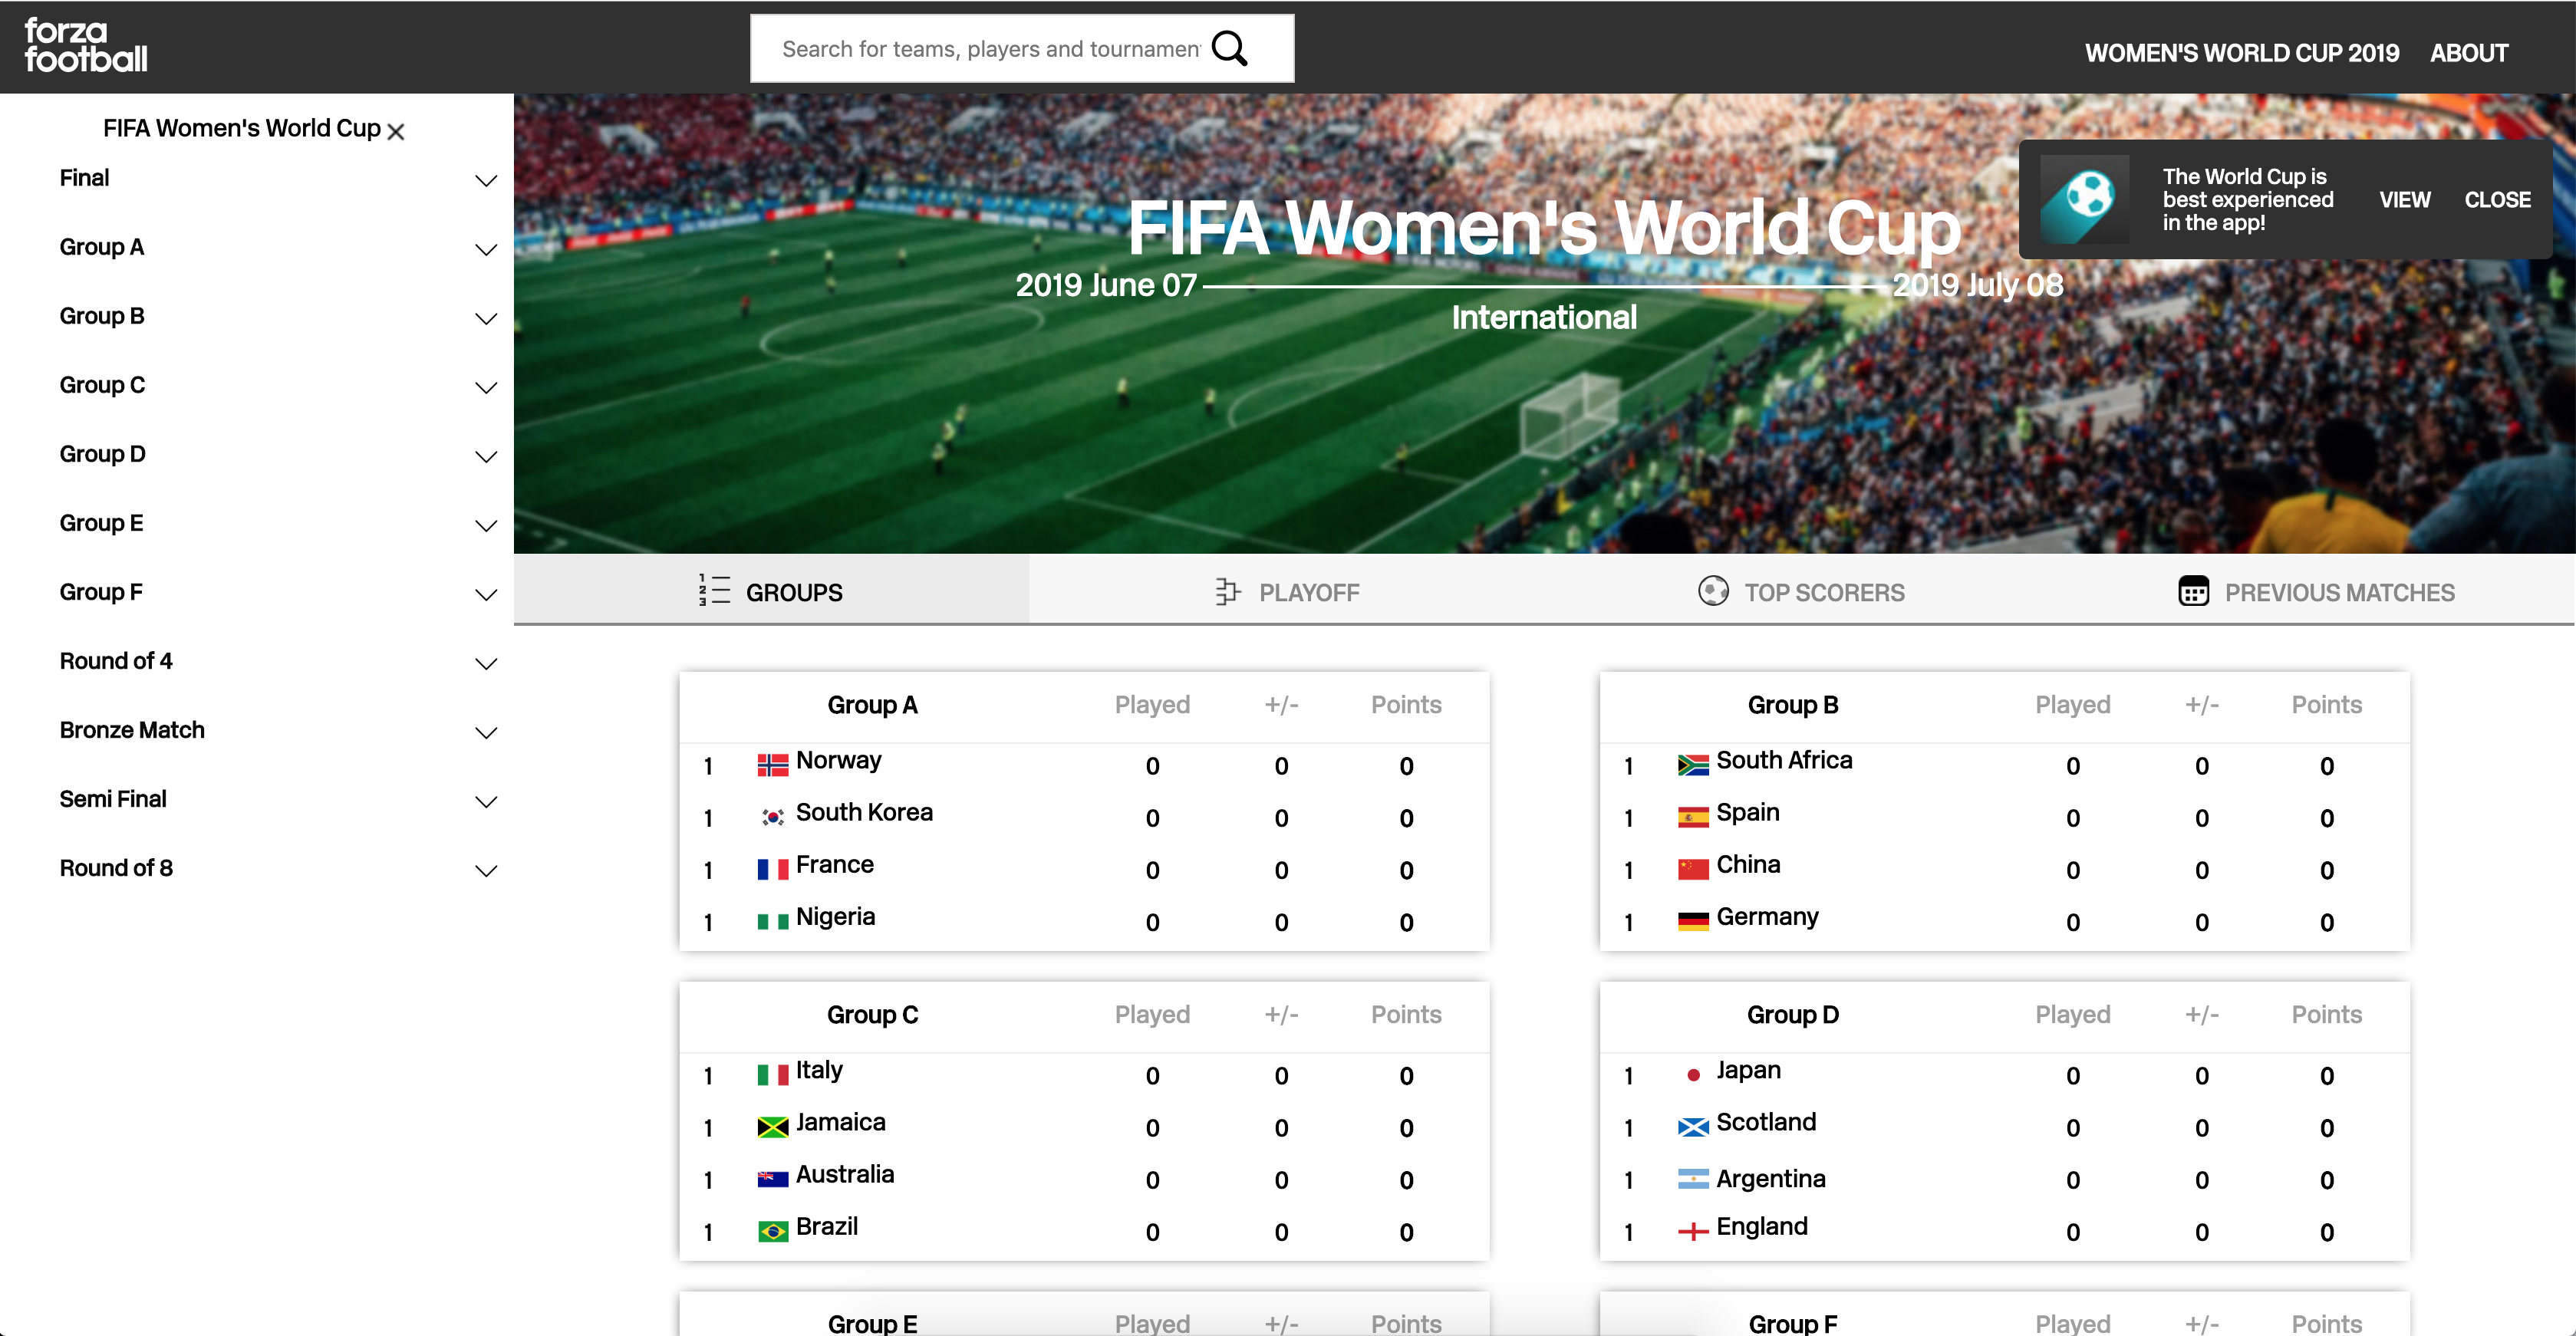 forza
football
Search for teams, players and tournamen
WOMEN'S WORLD CUP 2019 ABOUT
FIFA Women's World Cup
Final
Group A
Group B
Group C
Group D
Group E
Group F
Round of 4
Bronze Match
Semi Final
Round of 8
FIFA Women's World Cup
2019 June 07 2019 July 08
International
The World Cup is
best experienced
in the app!
VIEW CLOSE
GROUPS PLAYOFF TOP SCORERS PREVIOUS MATCHES
Group A Played +/- Points
1 Norway 0 0 0
1 South Korea 0 0 0
1 France 0 0 0
1 Nigeria 0 0 0
Group B Played +/- Points
1 South Africa 0 0 0
1 Spain 0 0 0
1 China 0 0 0
1 Germany 0 0 0
Group C Played +/- Points
1 Italy 0 0 0
1 Jamaica 0 0 0
1 Australia 0 0 0
1 Brazil 0 0 0
Group D Played +/- Points
1 Japan 0 0 0
1 Scotland 0 0 0
1 Argentina 0 0 0
1 England 0 0 0
Group E Played +/- Points
Group F Played +/- Points